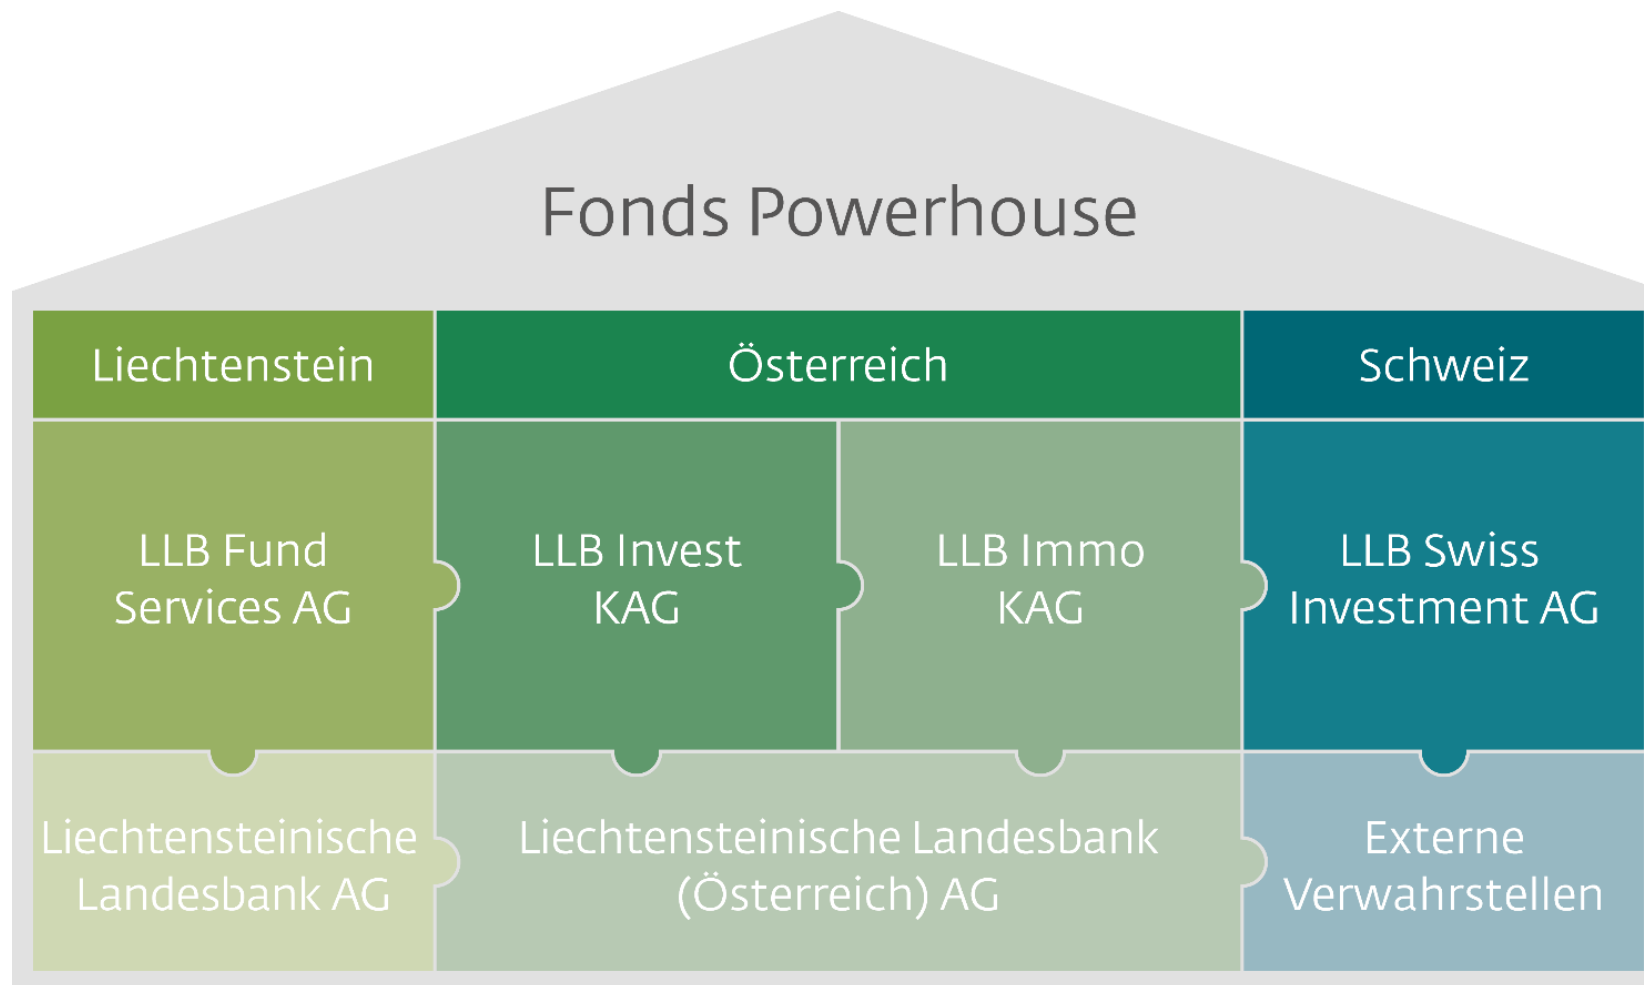 Fonds Powerhouse
Liechtenstein
Österreich
Schweiz
LLB Fund
Services AG
LLB Invest
KAG
LLB Immo
KAG
LLB Swiss
Investment AG
Liechtensteinische
Landesbank AG
Liechtensteinische Landesbank
(Österreich) AG
Externe
Verwahrstellen